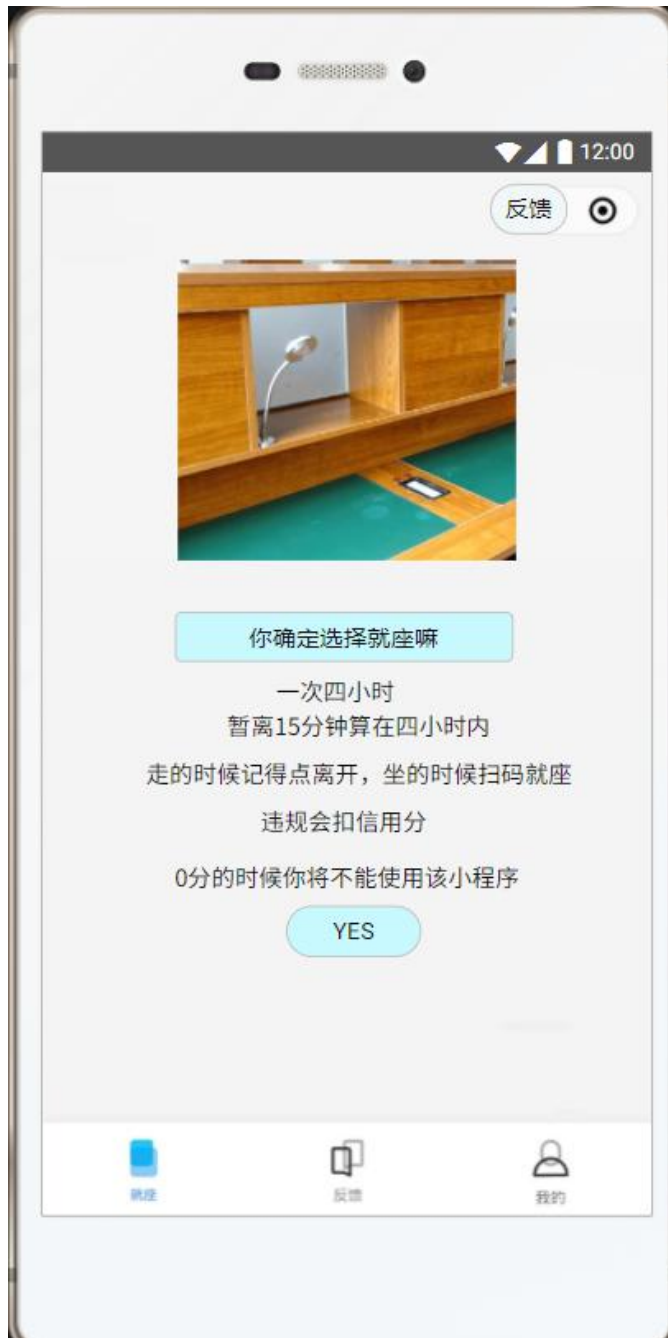 12:00
反馈
你确定选择就座嘛
一次四小时
暂离15分钟算在四小时内
走的时候记得点离开，坐的时候扫码就座
违规会扣信用分
0分的时候你将不能使用该小程序
YES
就座
反馈
我的